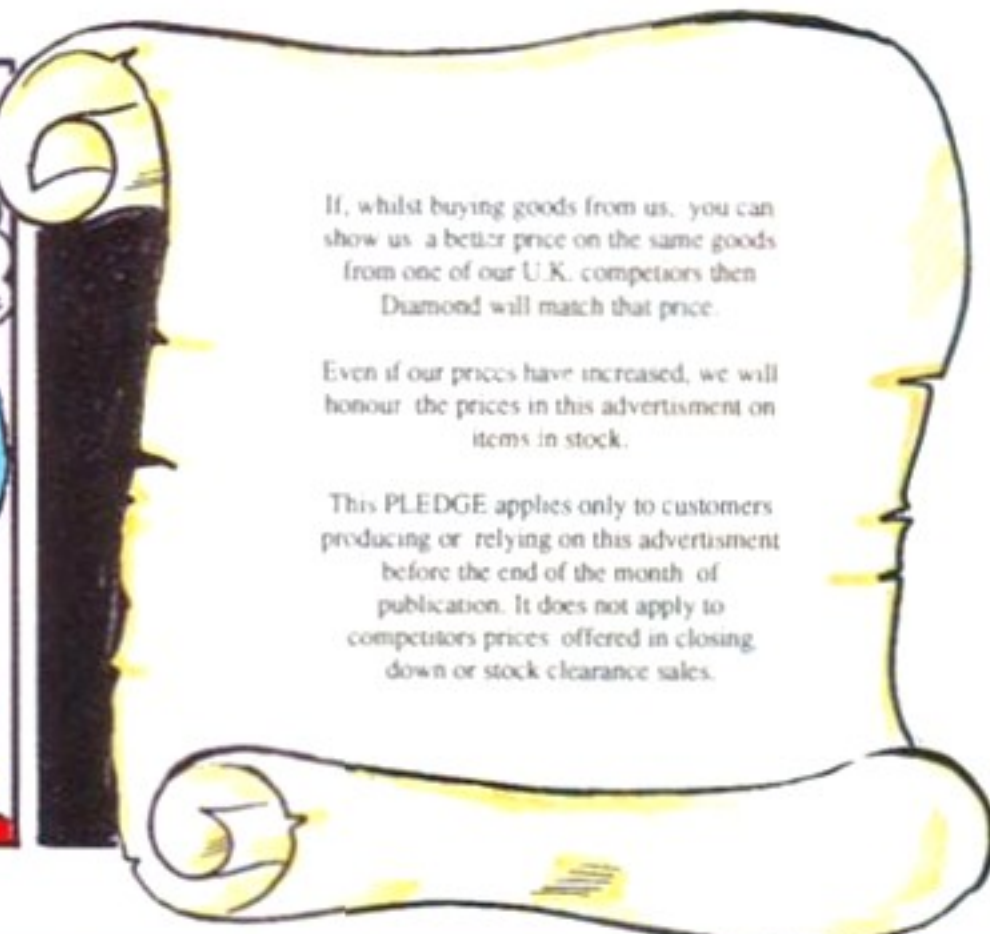 If, whilst buying goods from us, you can
show us a better price on the same goods
from one of our U.K. competiors then
Diamond will match that price.
Even if our prices have increased, we will
honour the prices in this advertisment on
items in stock.
This PLEDGE applies only to customers
producing or relying on this advertisment
before the end of the month of
publication. It does not apply to
competitors prices offered in closing
down or stock clearance sales.